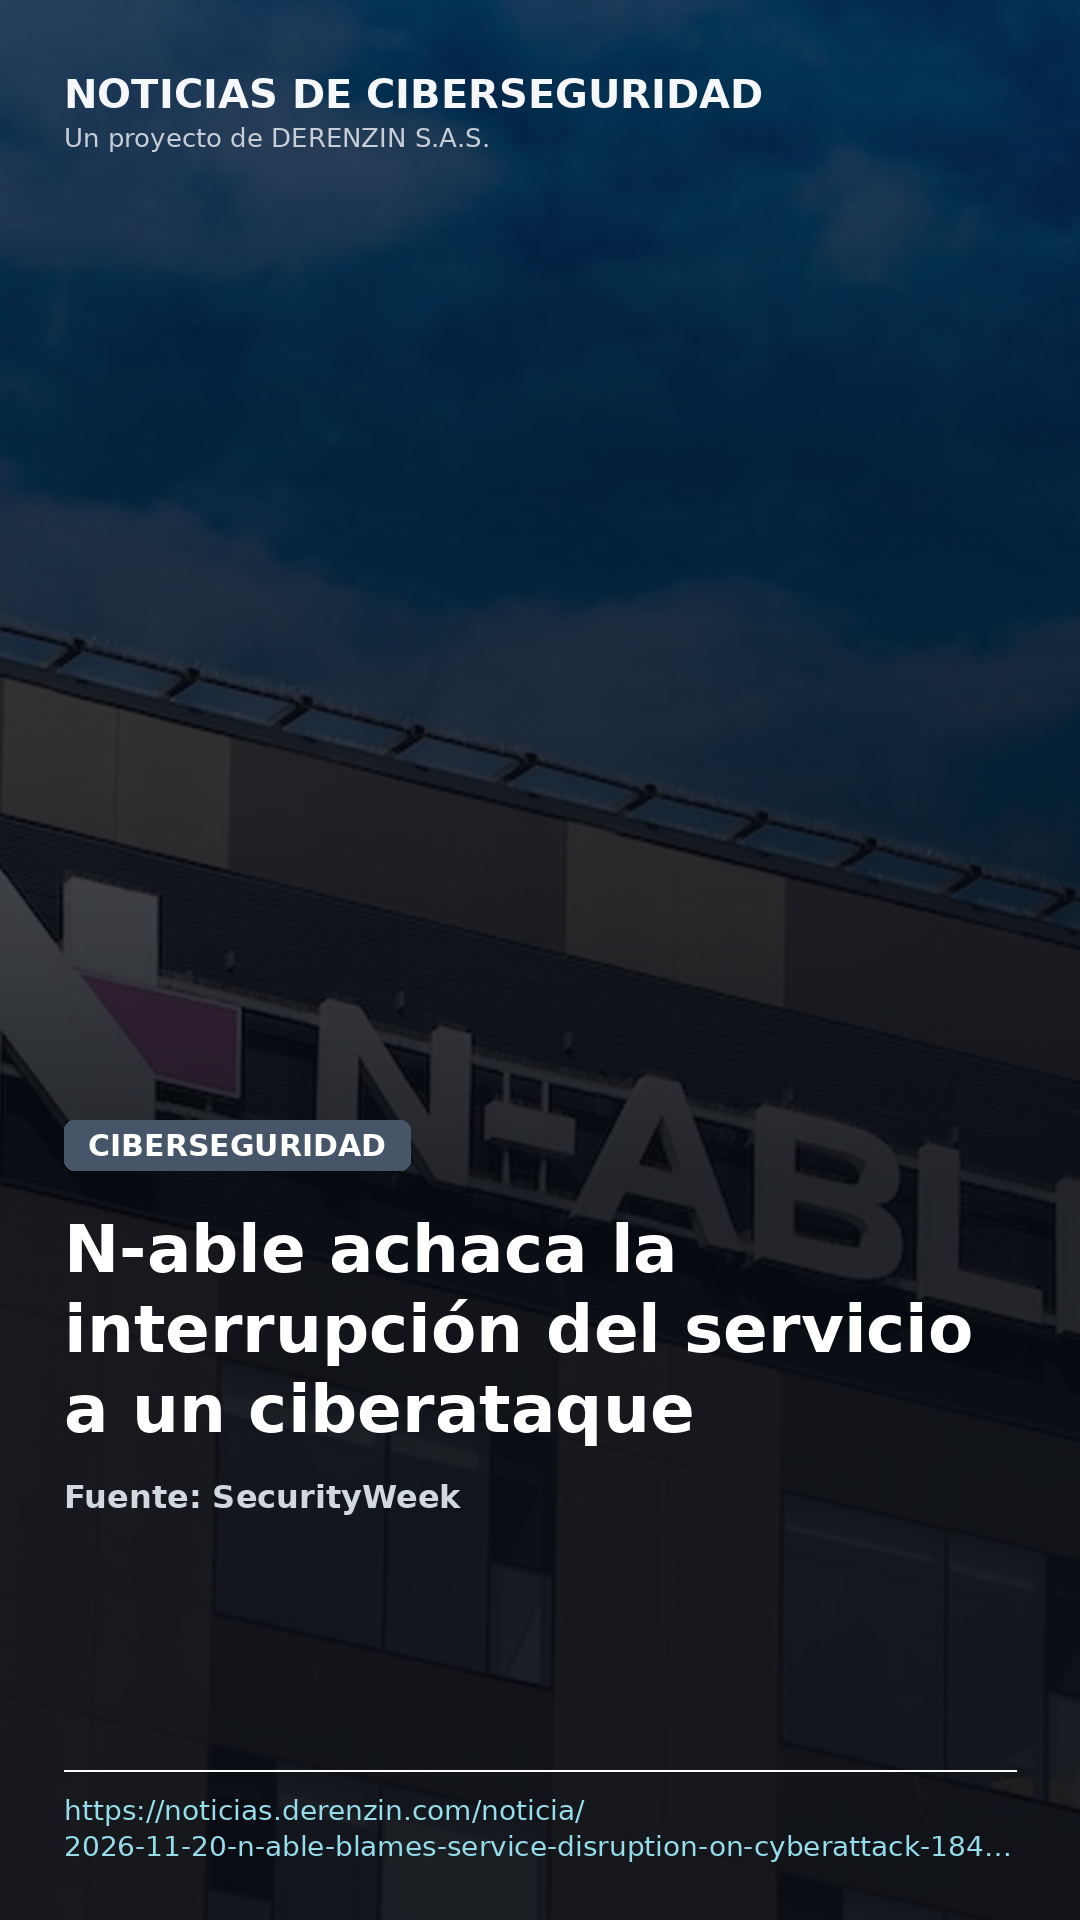 NOTICIAS DE CIBERSEGURIDAD
Un proyecto de DERENZIN S.A.S.
N-ABL
CIBERSEGURIDAD
N-able achaca la
interrupción del servicio
a un ciberataque
Fuente: SecurityWeek
https://noticias.derenzin.com/noticia/
2026-11-20-n-able-blames-service-disruption-on-cyberattack-184…